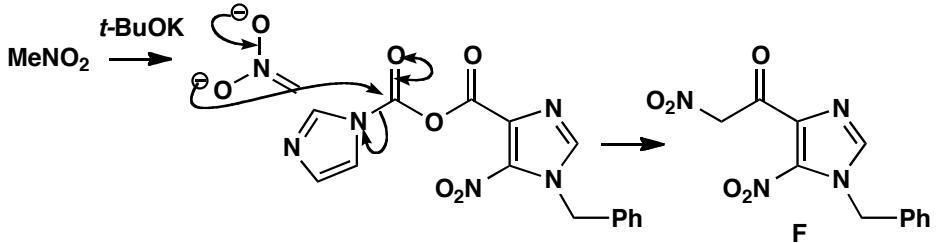 MeNO2 t-BuOK
⊖ O
⊖ O N
O O
N O N
N O2N N
Ph
O
O2N N
O2N N
Ph
F